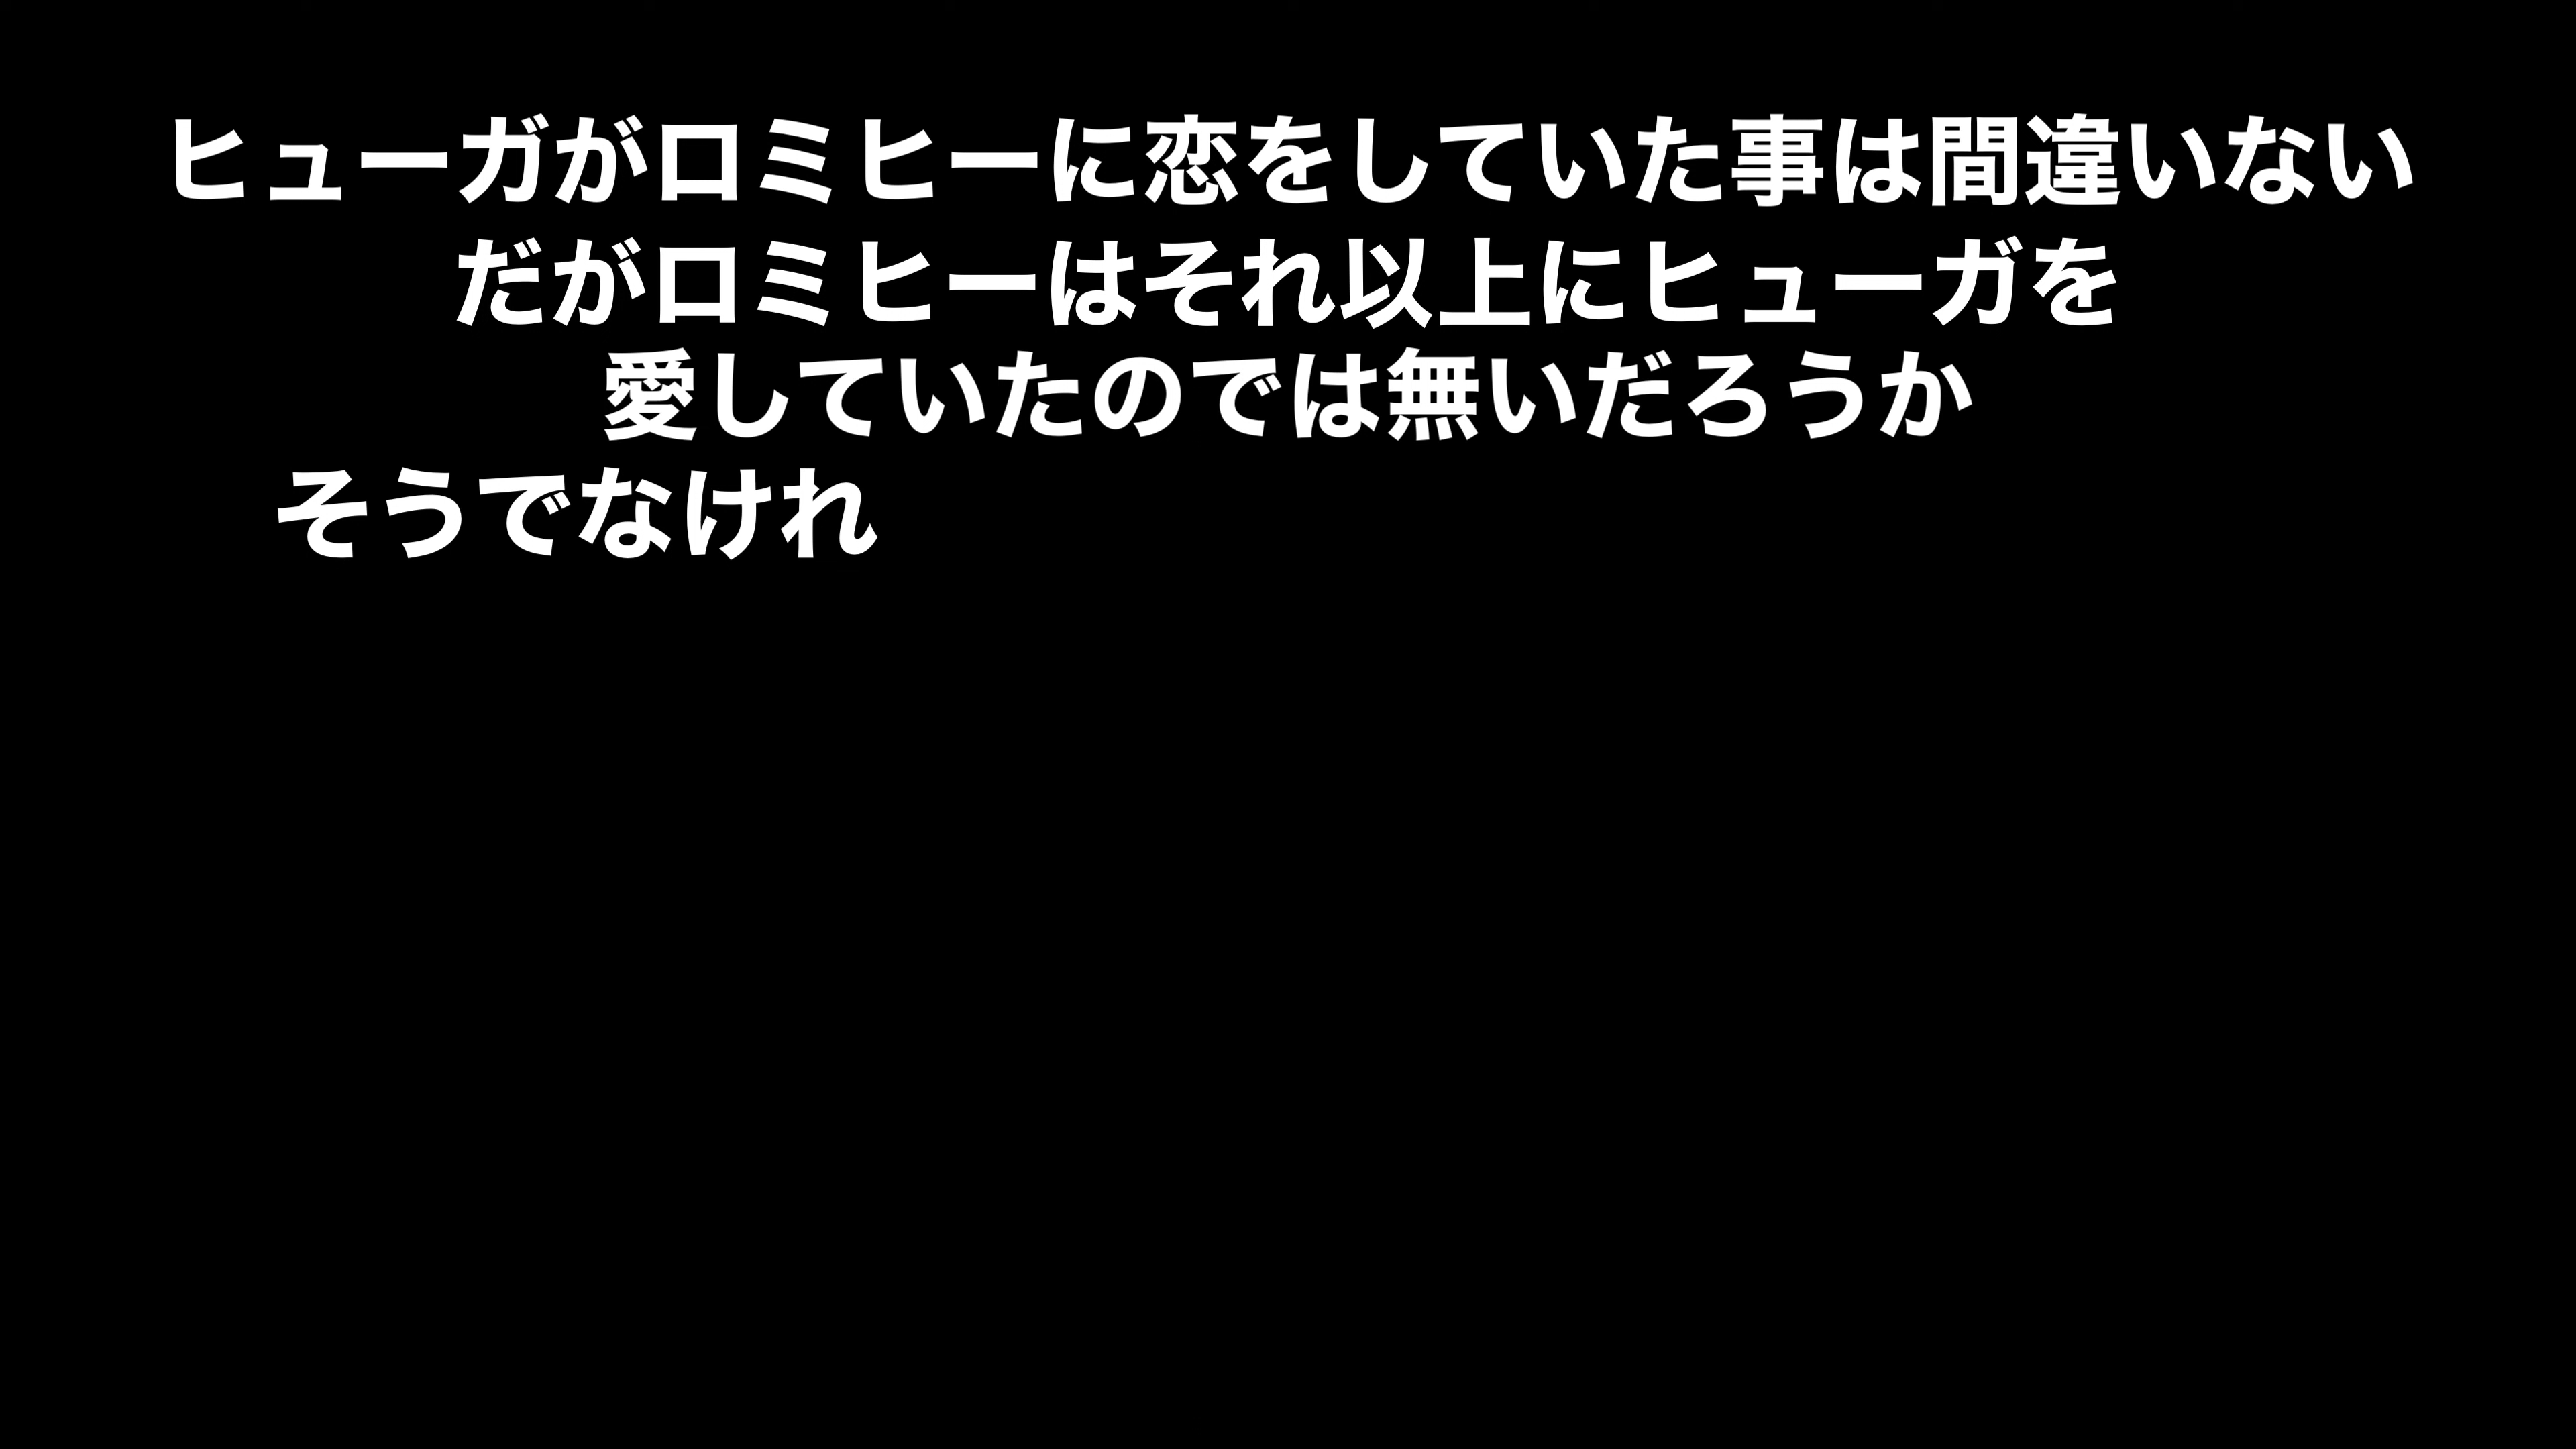 ヒューガがロミヒーに恋をしていた事は間違いない
だがロミヒーはそれ以上にヒューガを
愛していたのでは無いだろうか
そうでなけれ